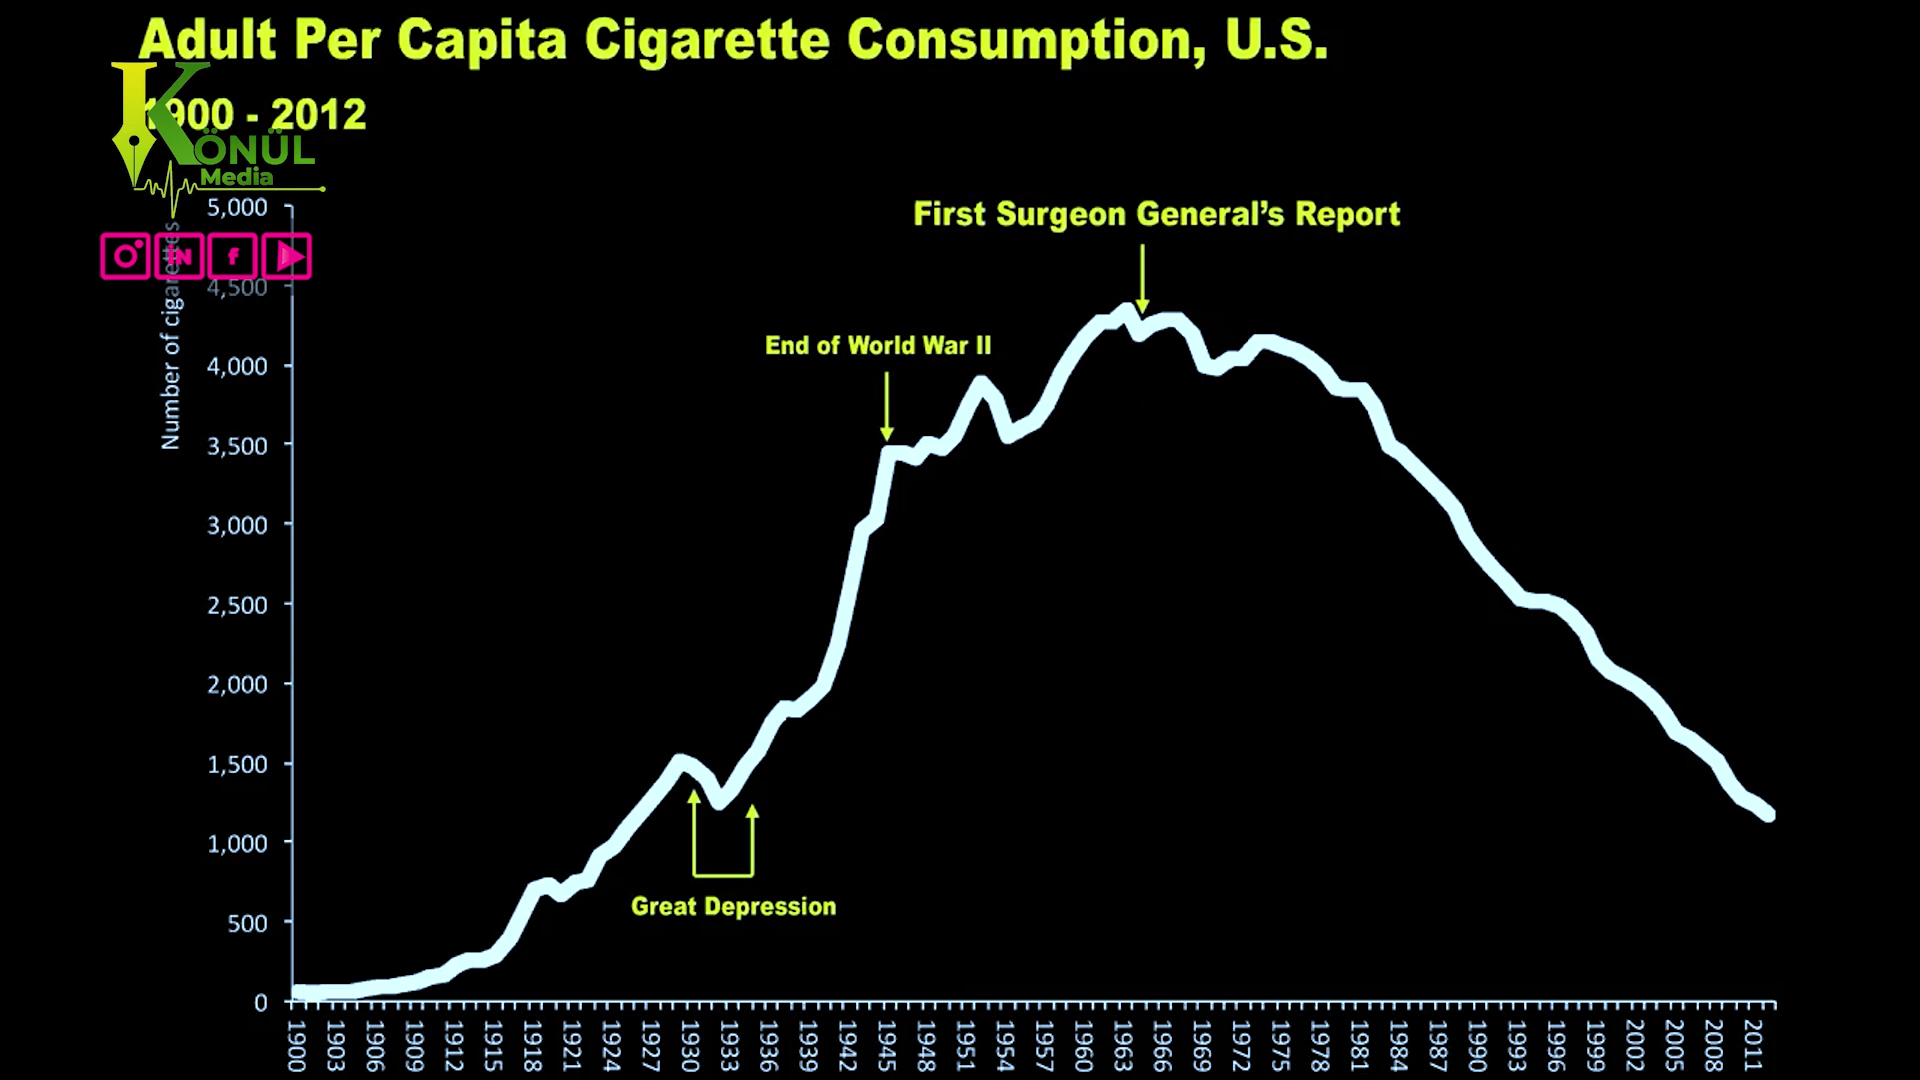 Adult Per Capita Cigarette Consumption, U.S.
1900 - 2012
KÖNÜL
Media
5,000
First Surgeon General’s Report
IN f
4,500
Number of cigarettes
End of World War II
4,000
3,500
3,000
2,500
2,000
1,500
1,000
Great Depression
500
0
1900 1903 1906 1909 1912 1915 1918 1921 1924 1927 1930 1933 1936 1939 1942 1945 1948 1951 1954 1957 1960 1963 1966 1969 1972 1975 1978 1981 1984 1987 1990 1993 1996 1999 2002 2005 2008 2011